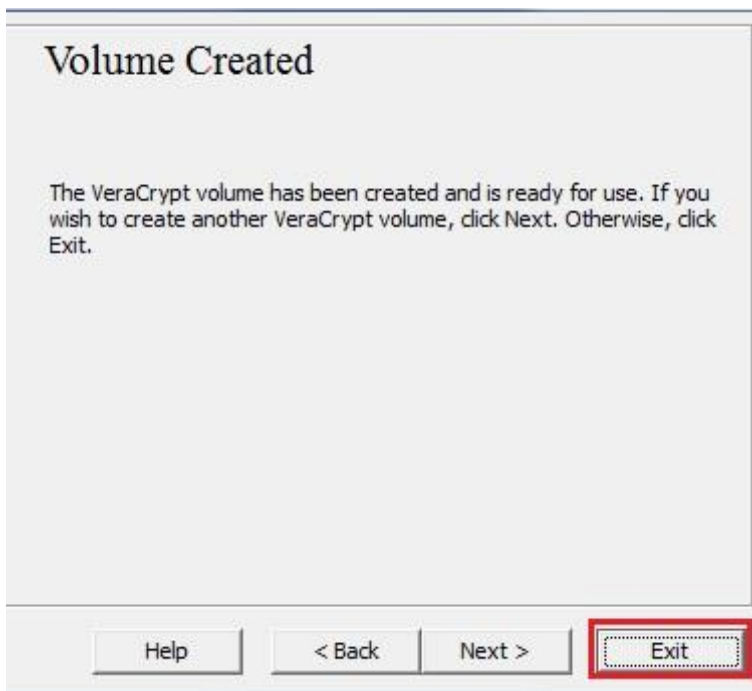 Volume Created
The VeraCrypt volume has been created and is ready for use. If you
wish to create another VeraCrypt volume, click Next. Otherwise, click
Exit.
Help
< Back
Next >
Exit